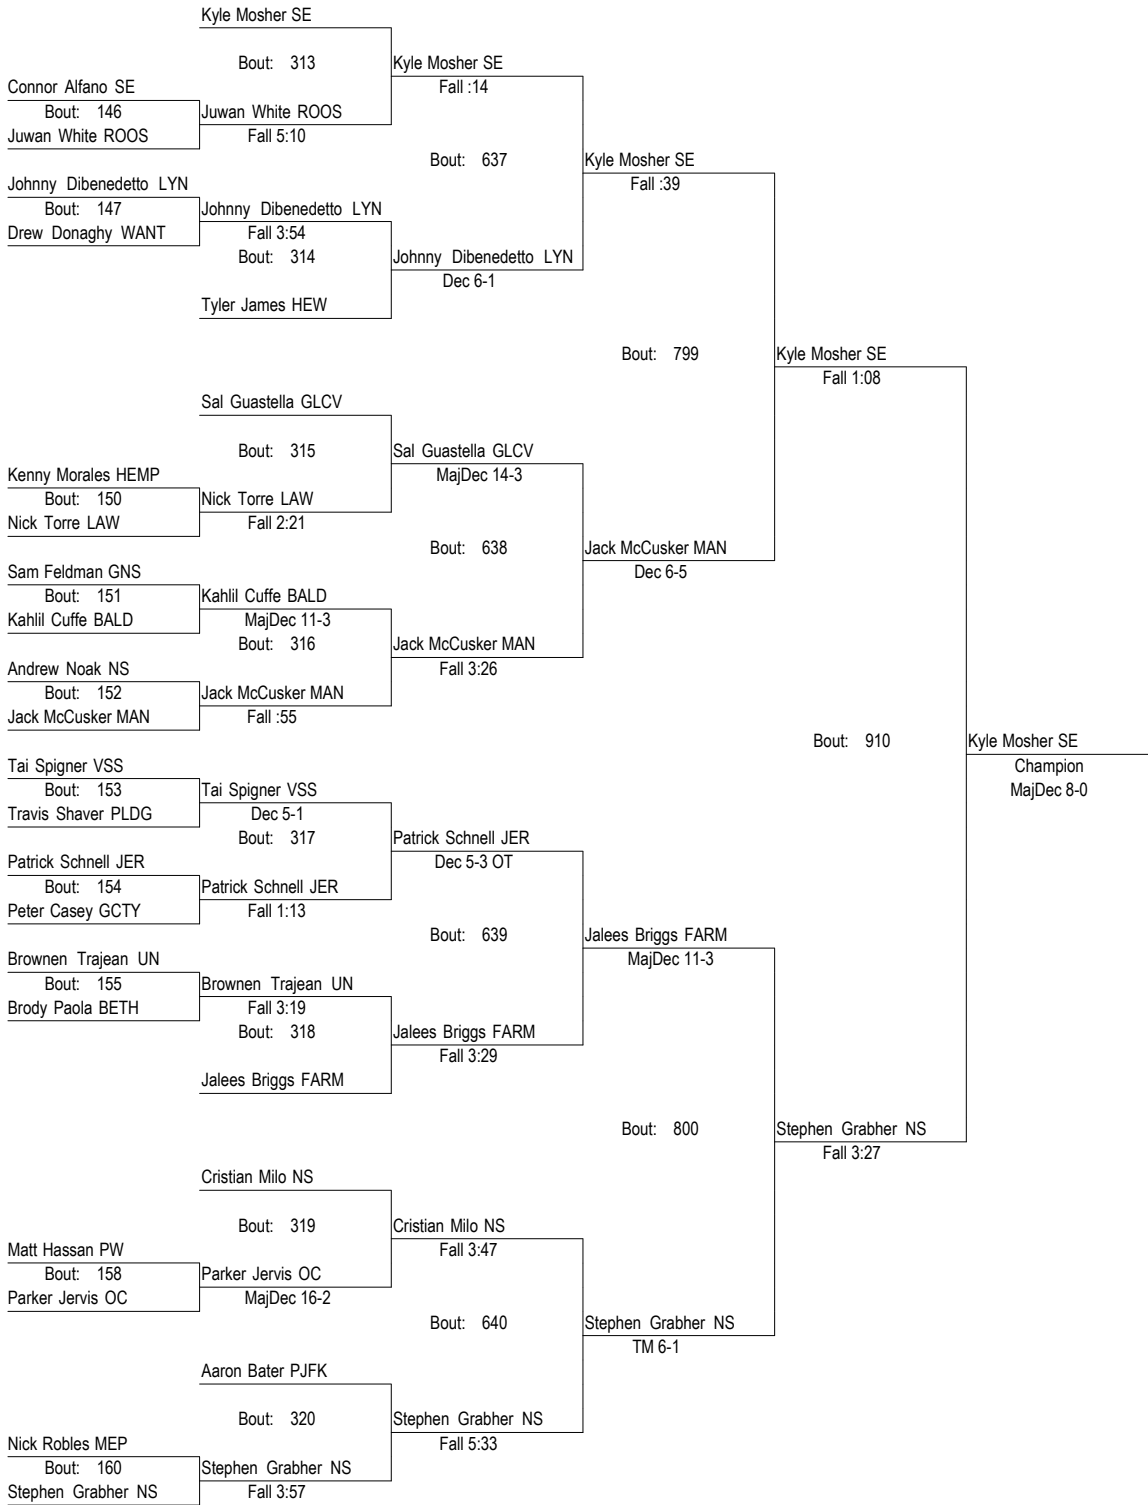 Kyle Mosher SE
Bout: 313
Kyle Mosher SE
Fall :14
Connor Alfano SE
Bout: 146
Juwan White ROOS
Juwan White ROOS
Fall 5:10
Bout: 637
Kyle Mosher SE
Fall :39
Johnny Dibenedetto LYN
Bout: 147
Drew Donaghy WANT
Johnny Dibenedetto LYN
Fall 3:54
Bout: 314
Johnny Dibenedetto LYN
Dec 6-1
Tyler James HEW
Bout: 799
Kyle Mosher SE
Fall 1:08
Sal Guastella GLCV
Bout: 315
Sal Guastella GLCV
MajDec 14-3
Kenny Morales HEMP
Bout: 150
Nick Torre LAW
Nick Torre LAW
Fall 2:21
Bout: 638
Jack McCusker MAN
Dec 6-5
Sam Feldman GNS
Bout: 151
Kahlil Cuffe BALD
Kahlil Cuffe BALD
MajDec 11-3
Bout: 316
Jack McCusker MAN
Fall 3:26
Andrew Noak NS
Bout: 152
Jack McCusker MAN
Jack McCusker MAN
Fall :55
Bout: 910
Kyle Mosher SE
Champion
MajDec 8-0
Tai Spigner VSS
Bout: 153
Travis Shaver PLDG
Tai Spigner VSS
Dec 5-1
Bout: 317
Patrick Schnell JER
Dec 5-3 OT
Patrick Schnell JER
Bout: 154
Peter Casey GCTY
Patrick Schnell JER
Fall 1:13
Bout: 639
Jalees Briggs FARM
MajDec 11-3
Brownen Trajean UN
Bout: 155
Brody Paola BETH
Brownen Trajean UN
Fall 3:19
Bout: 318
Jalees Briggs FARM
Fall 3:29
Jalees Briggs FARM
Bout: 800
Stephen Grabher NS
Fall 3:27
Cristian Milo NS
Bout: 319
Cristian Milo NS
Fall 3:47
Matt Hassan PW
Bout: 158
Parker Jervis OC
Parker Jervis OC
MajDec 16-2
Bout: 640
Stephen Grabher NS
TM 6-1
Aaron Bater PJFK
Bout: 320
Stephen Grabher NS
Fall 5:33
Nick Robles MEP
Bout: 160
Stephen Grabher NS
Stephen Grabher NS
Fall 3:57